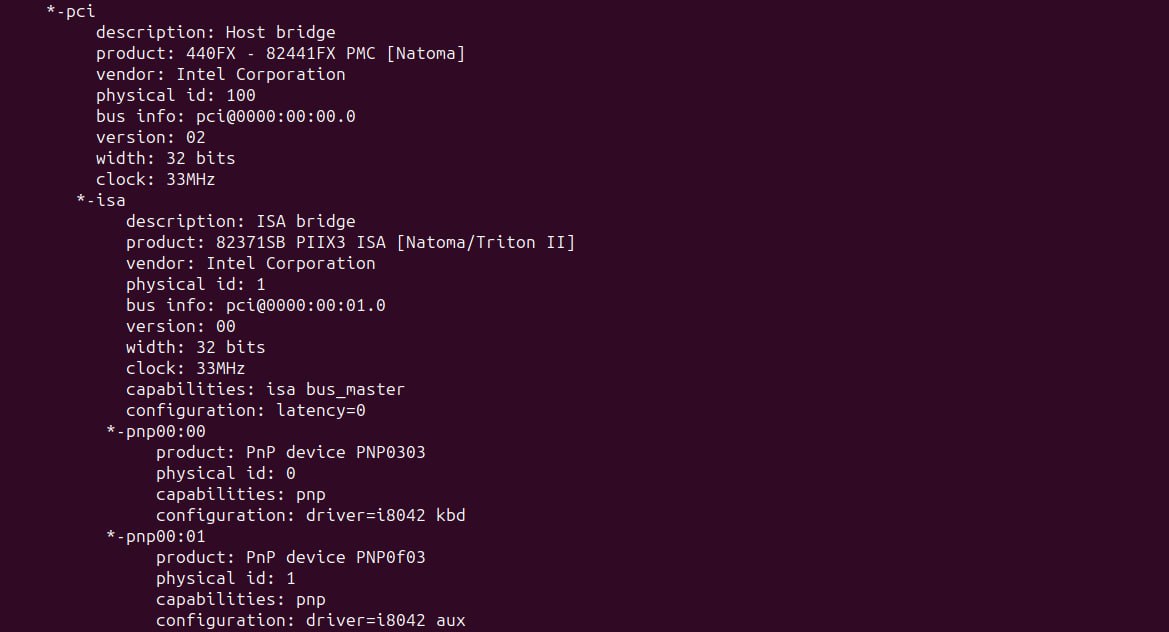 *-pci
description: Host bridge
product: 440FX - 82441FX PMC [Natoma]
vendor: Intel Corporation
physical id: 100
bus info: pci@0000:00:00.0
version: 02
width: 32 bits
clock: 33MHz
*-isa
description: ISA bridge
product: 82371SB PIIX3 ISA [Natoma/Triton II]
vendor: Intel Corporation
physical id: 1
bus info: pci@0000:00:01.0
version: 00
width: 32 bits
clock: 33MHz
capabilities: isa bus_master
configuration: latency=0
*-pnp00:00
product: PnP device PNP0303
physical id: 0
capabilities: pnp
configuration: driver=i8042 kbd
*-pnp00:01
product: PnP device PNP0f03
physical id: 1
capabilities: pnp
configuration: driver=i8042 aux